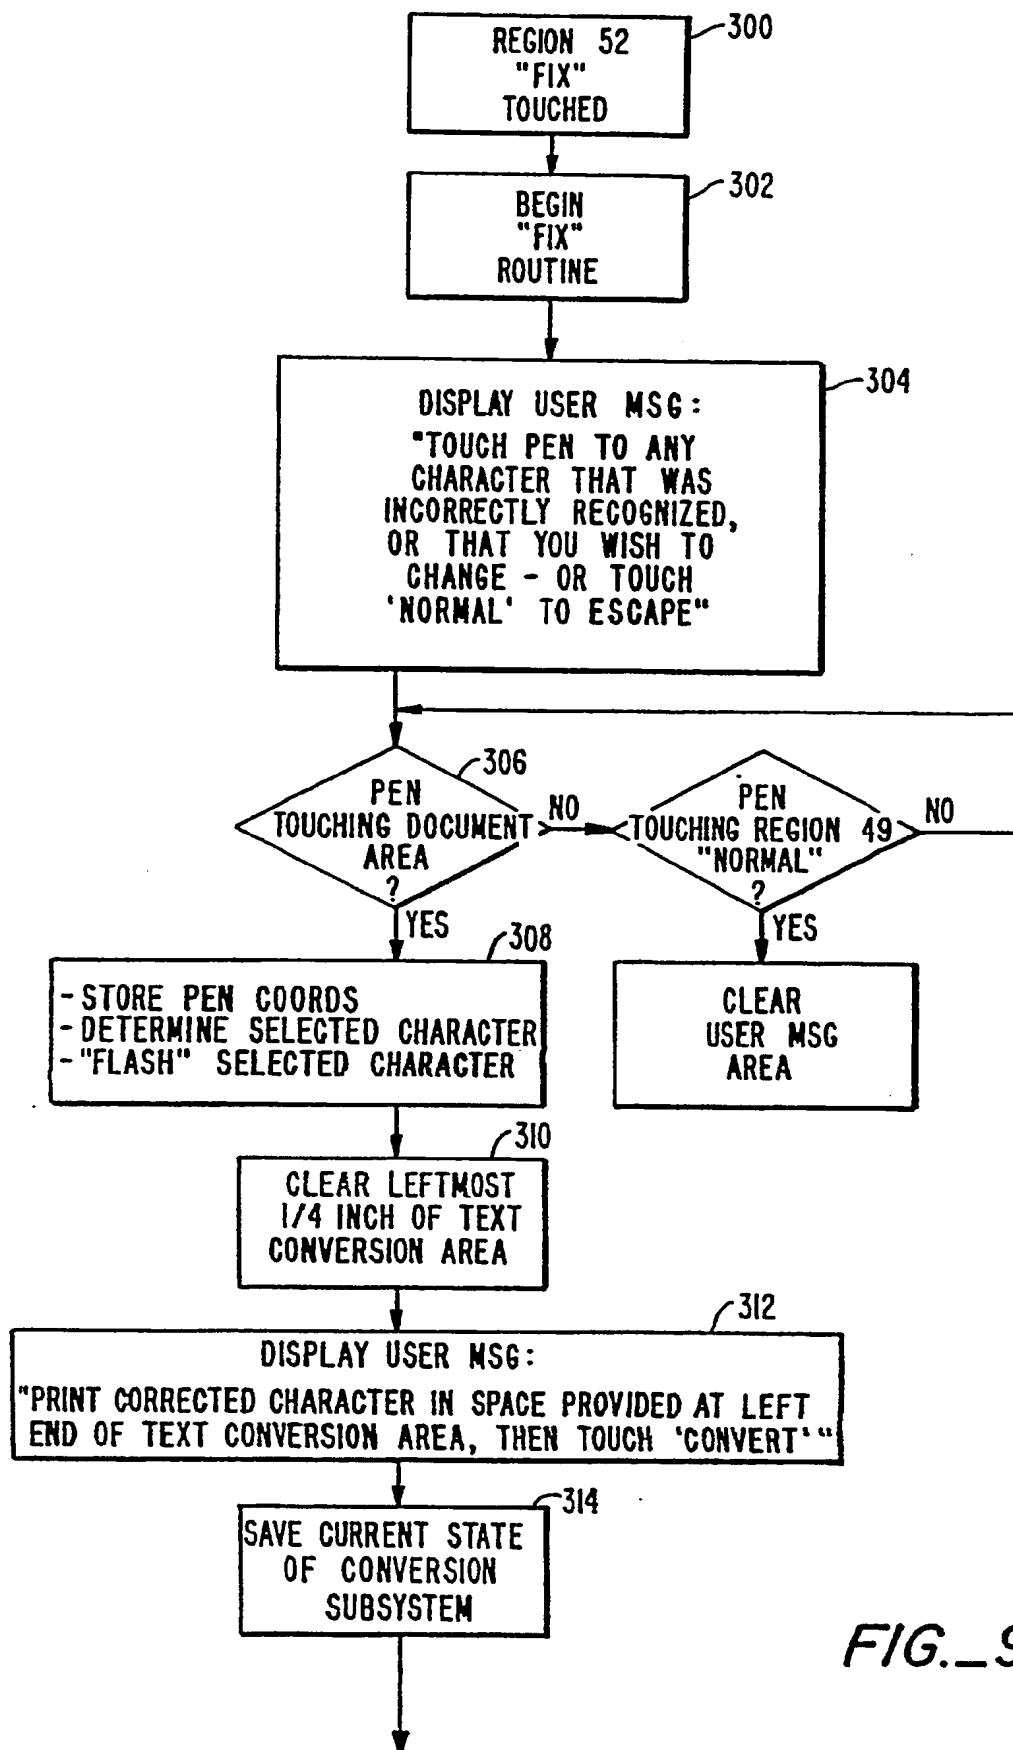 300
REGION 52
"FIX"
TOUCHED
302
BEGIN
"FIX"
ROUTINE
304
DISPLAY USER MSG:
"TOUCH PEN TO ANY
CHARACTER THAT WAS
INCORRECTLY RECOGNIZED,
OR THAT YOU WISH TO
CHANGE - OR TOUCH
'NORMAL' TO ESCAPE"
306
PEN
TOUCHING DOCUMENT
AREA
?
NO
PEN
TOUCHING REGION 49
"NORMAL"
?
NO
YES
YES
308
- STORE PEN COORDS
- DETERMINE SELECTED CHARACTER
- "FLASH" SELECTED CHARACTER
CLEAR
USER MSG
AREA
310
CLEAR LEFTMOST
1/4 INCH OF TEXT
CONVERSION AREA
312
DISPLAY USER MSG:
"PRINT CORRECTED CHARACTER IN SPACE PROVIDED AT LEFT
END OF TEXT CONVERSION AREA, THEN TOUCH 'CONVERT'"
314
SAVE CURRENT STATE
OF CONVERSION
SUBSYSTEM
FIG._9